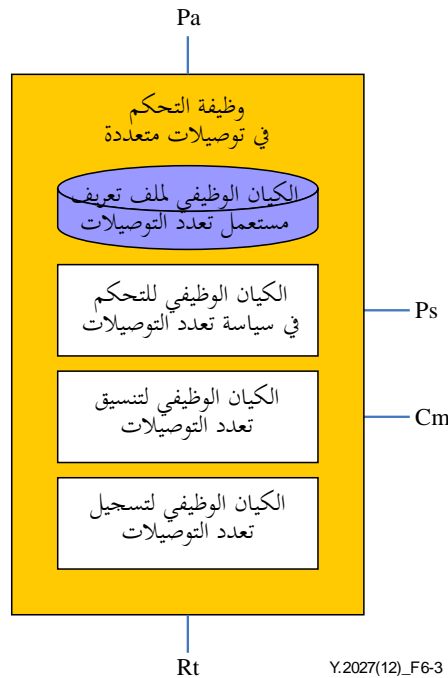 Pa
وظيفة التحكم
في توصيلات متعددة
الكيان الوظيفي لملف تعريف
مستعمل تعدد التوصيلات
الكيان الوظيفي للتحكم
في سياسة تعدد التوصيلات
Ps
الكيان الوظيفي لتنسيق
تعدد التوصيلات
Cm
الكيان الوظيفي لتسجيل
تعدد التوصيلات
Rt
Y.2027(12)_F6-3